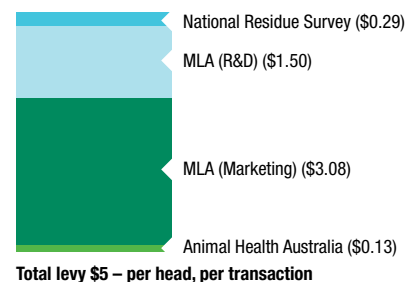 National Residue Survey ($0.29)
MLA (R&D) ($1.50)
MLA (Marketing) ($3.08)
Animal Health Australia ($0.13)
Total levy $5 – per head, per transaction